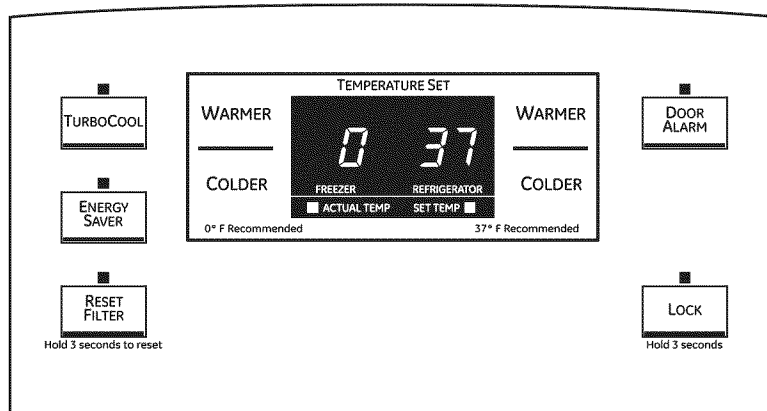 TEMPERATURE SET
TURBOCOOL
WARMER
0 37
WARMER
DOOR
ALARM
COLDER
FREEZER REFRIGERATOR
COLDER
ENERGY
SAVER
ACTUAL TEMP SET TEMP
0° F Recommended 37° F Recommended
RESET
FILTER
Hold 3 seconds to reset
LOCK
Hold 3 seconds